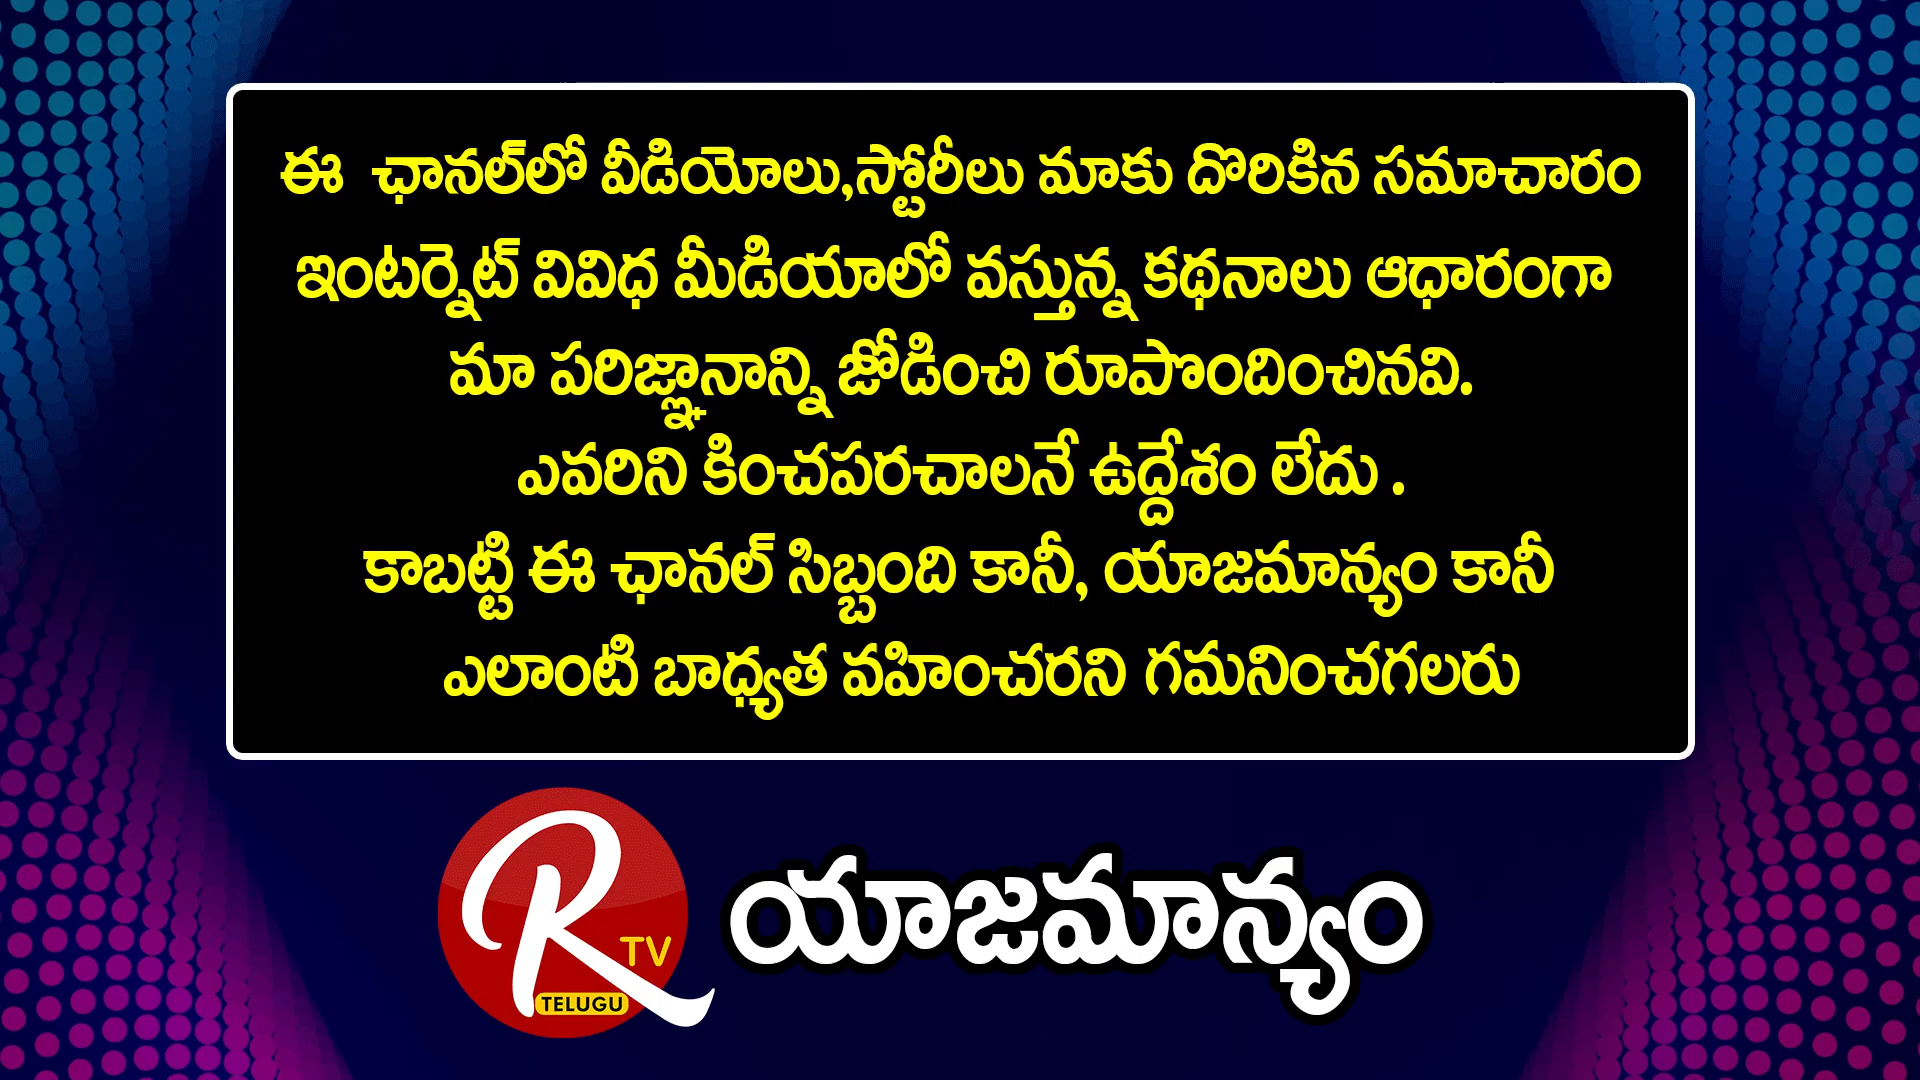 ఈ ఛానల్‌లో వీడియోలు,స్టోరీలు మాకు దొరికిన సమాచారం
ఇంటర్నెట్ వివిధ మీడియాలో వస్తున్న కథనాలు ఆధారంగా
మా పరిజ్ఞానాన్ని జోడించి రూపొందించినవి.
ఎవరిని కించపరచాలనే ఉద్దేశం లేదు .
కాబట్టి ఈ ఛానల్ సిబ్బంది కానీ, యాజమాన్యం కానీ
ఎలాంటి బాధ్యత వహించరని గమనించగలరు
R TV TELUGU
యాజమాన్యం